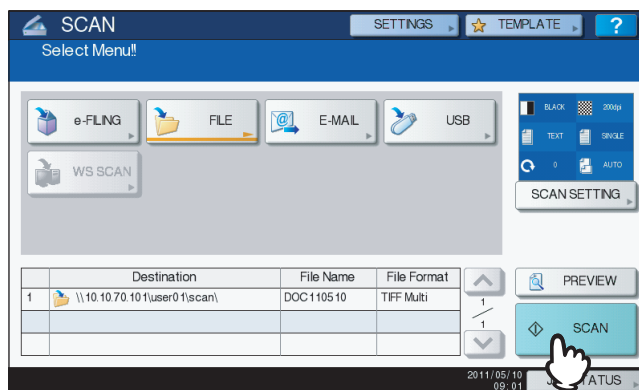 SCAN
SETTINGS
TEMPLATE
?
Select Menu!!
e-FILING
FILE
E-MAIL
USB
WS SCAN
BLACK
200dpi
TEXT
SINGLE
0
AUTO
SCAN SETTING
Destination File Name File Format
1 \\10.10.70.101\user01\scan\ DOC110510 TIFF Multi
1
1
PREVIEW
SCAN
2011/05/10
09:01